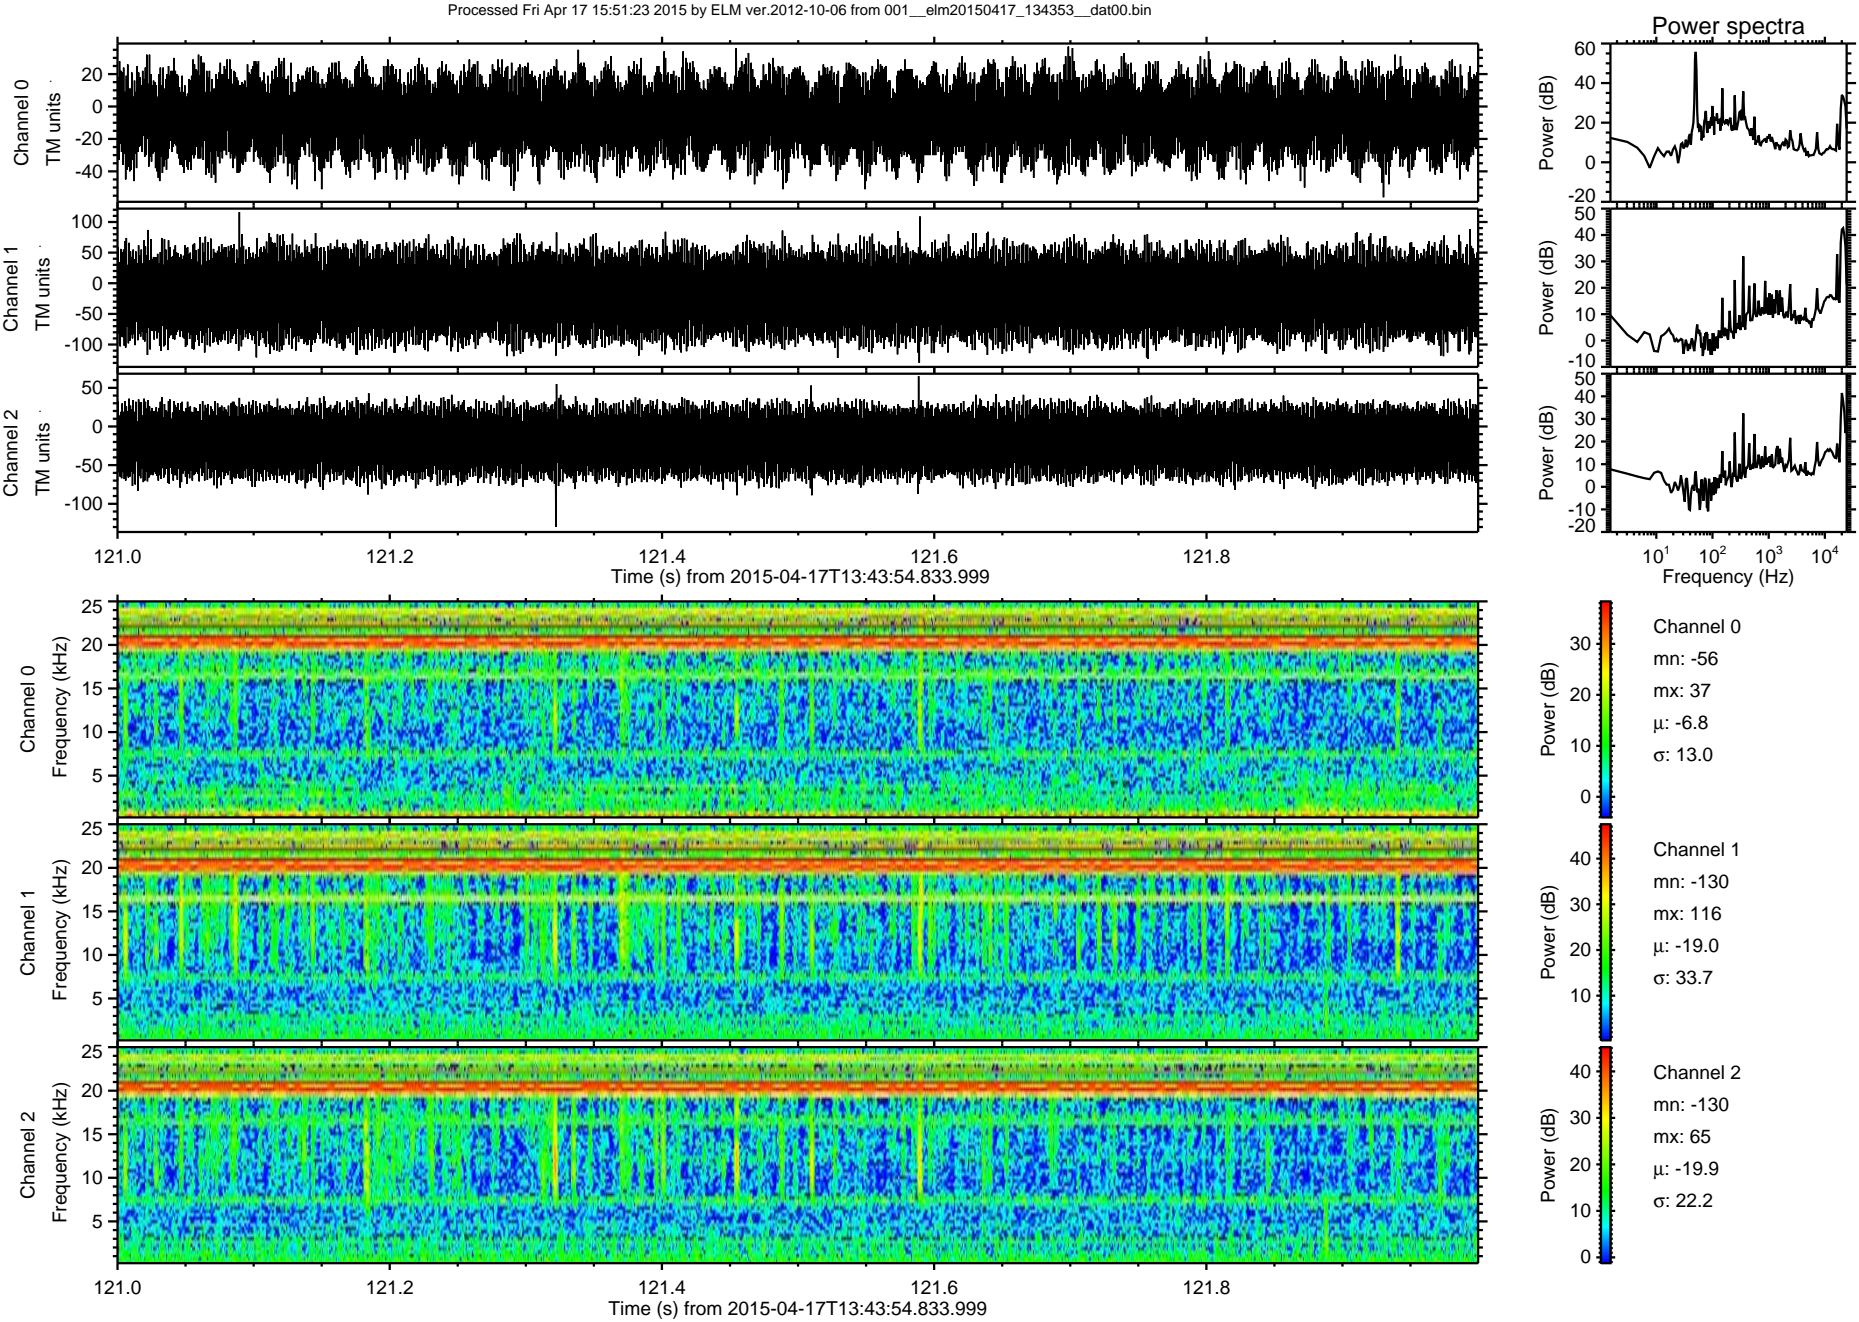 Processed Fri Apr 17 15:51:23 2015 by ELM ver.2012-10-06 from 001__elm20150417_134353__dat00.bin
Power spectra
Channel 0
TM units
20
0
-20
-40
Power (dB)
60
40
20
0
-20
Channel 1
TM units
100
50
0
-50
-100
Power (dB)
50
40
30
20
10
0
-10
Channel 2
TM units
50
0
-50
-100
Power (dB)
50
40
30
20
10
0
-10
-20
121.0 121.2 121.4 121.6 121.8
Time (s) from 2015-04-17T13:43:54.833.999
10^1 10^2 10^3 10^4
Frequency (Hz)
Channel 0
Frequency (kHz)
25
20
15
10
5
Power (dB)
30
20
10
0
Channel 0
mn: -56
mx: 37
μ: -6.8
σ: 13.0
Channel 1
Frequency (kHz)
25
20
15
10
5
Power (dB)
40
30
20
10
Channel 1
mn: -130
mx: 116
μ: -19.0
σ: 33.7
Channel 2
Frequency (kHz)
25
20
15
10
5
Power (dB)
40
30
20
10
0
Channel 2
mn: -130
mx: 65
μ: -19.9
σ: 22.2
121.0 121.2 121.4 121.6 121.8
Time (s) from 2015-04-17T13:43:54.833.999